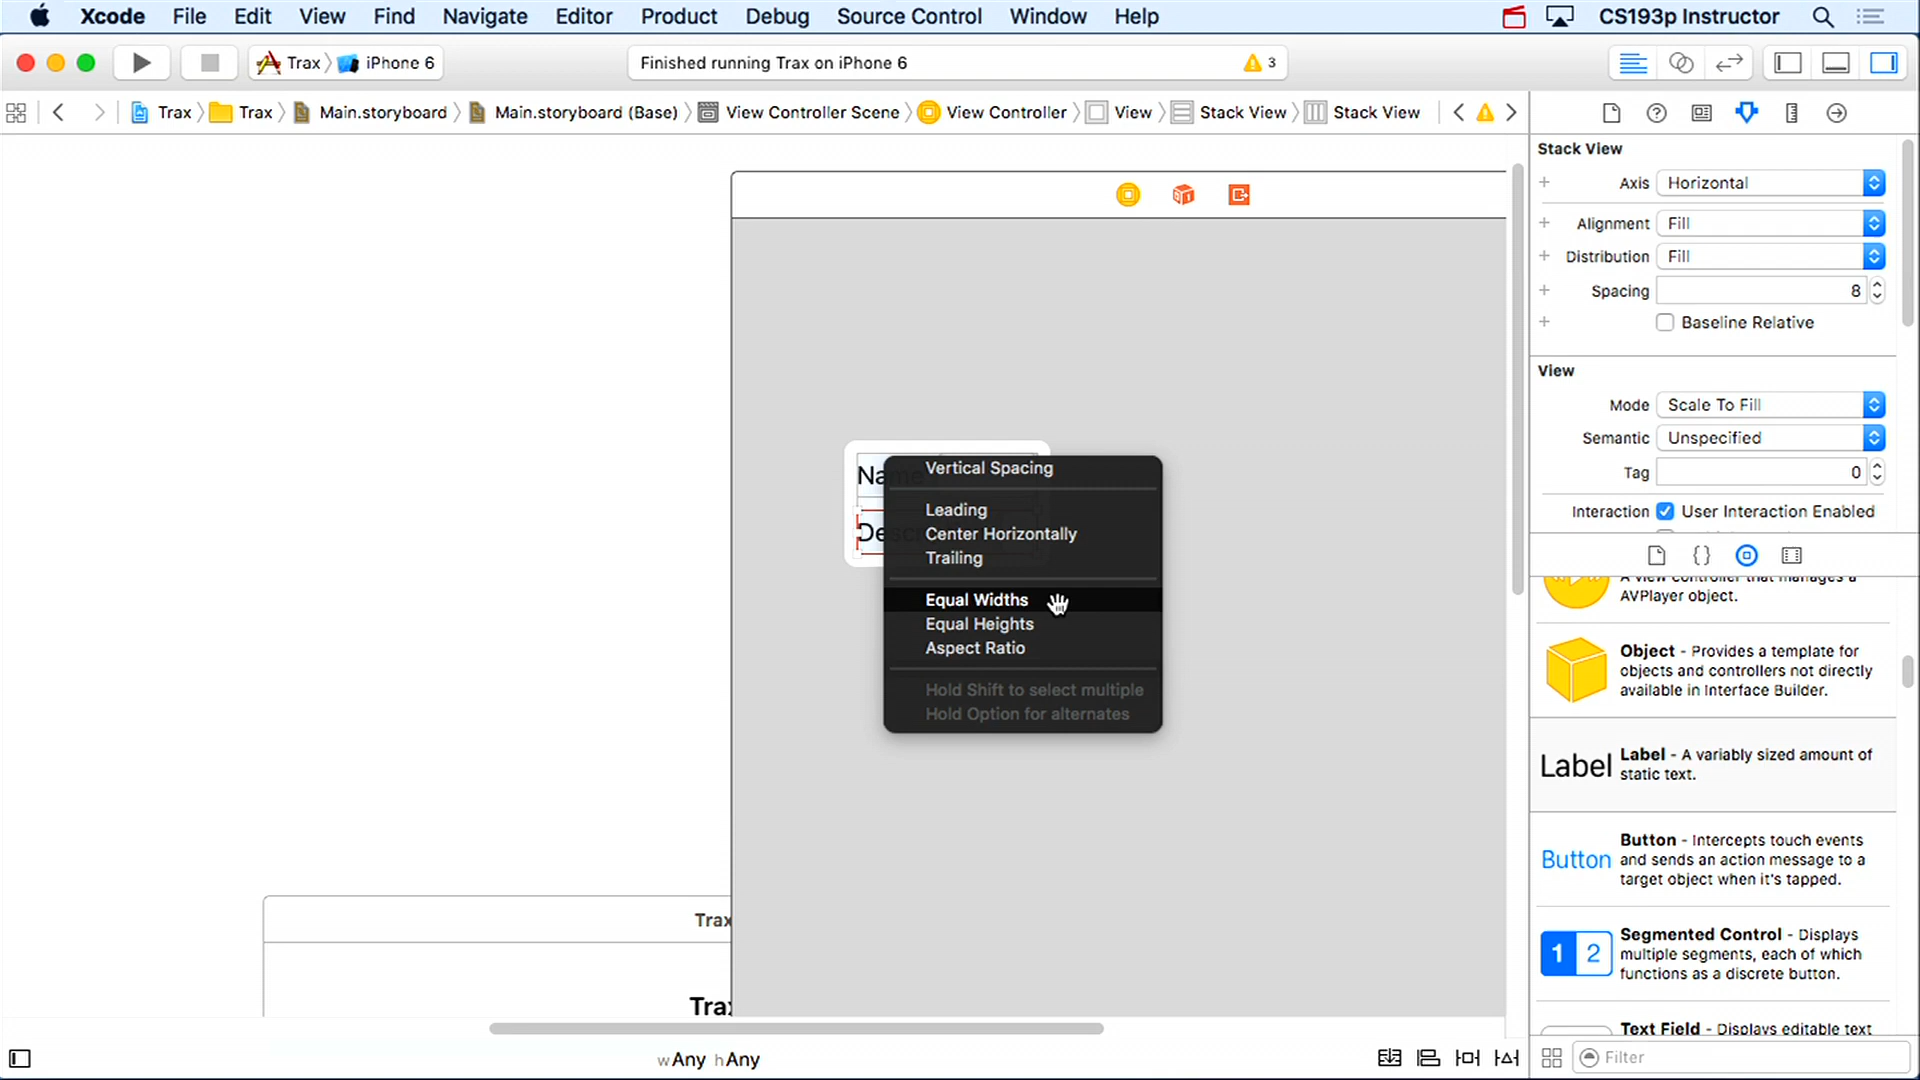 Xcode File Edit View Find Navigate Editor Product Debug Source Control Window Help CS193p Instructor
Trax iPhone 6 Finished running Trax on iPhone 6 3
Trax Trax Main.storyboard Main.storyboard (Base) View Controller Scene View Controller View Stack View Stack View
Stack View
Axis Horizontal
Alignment Fill
Distribution Fill
Spacing 8
Baseline Relative
View
Mode Scale To Fill
Semantic Unspecified
Tag 0
Interaction User Interaction Enabled
Name
Vertical Spacing
Leading
Center Horizontally
Trailing
Equal Widths
Equal Heights
Aspect Ratio
Hold Shift to select multiple
Hold Option for alternates
A view controller that manages a
AVPlayer object.
Object - Provides a template for
objects and controllers not directly
available in Interface Builder.
Label
Label - A variably sized amount of
static text.
Button
Button - Intercepts touch events
and sends an action message to a
target object when it's tapped.
1 2
Segmented Control - Displays
multiple segments, each of which
functions as a discrete button.
Text Field - Displays editable text
Trax
Trax
wAny hAny
Filter